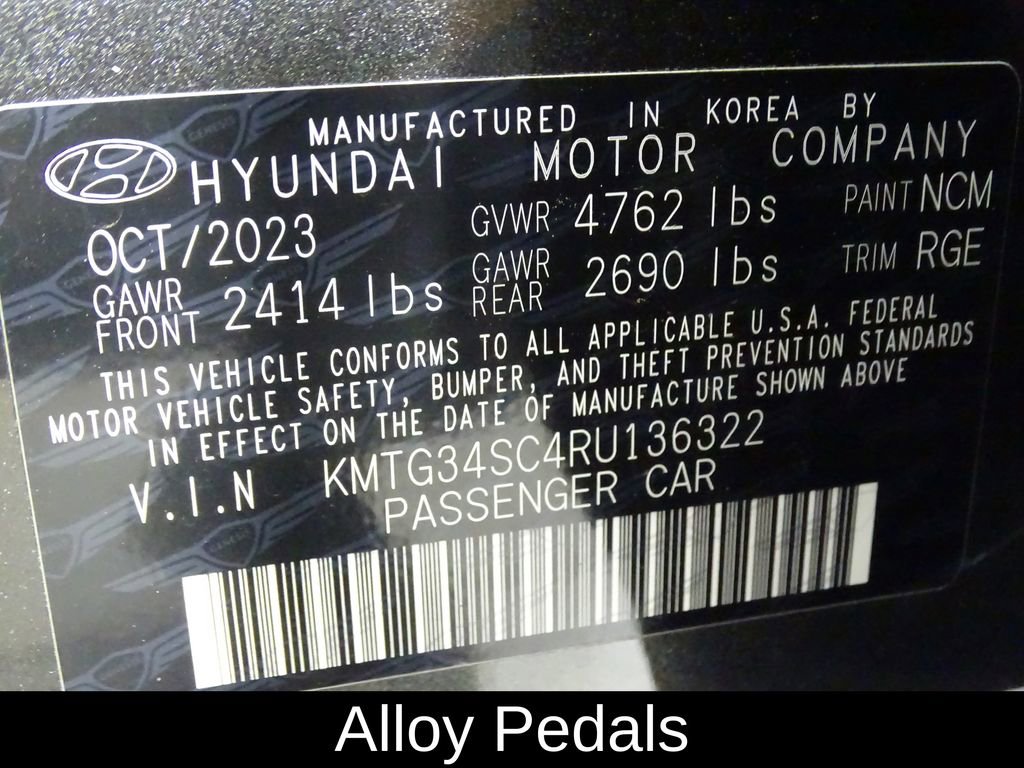 MANUFACTURED IN KOREA BY
HYUNDAI MOTOR COMPANY
OCT/2023 GVWR 4762 lbs PAINT NCM
GAWR FRONT 2414 lbs GAWR REAR 2690 lbs TRIM RGE
THIS VEHICLE CONFORMS TO ALL APPLICABLE U.S.A. FEDERAL
MOTOR VEHICLE SAFETY, BUMPER, AND THEFT PREVENTION STANDARDS
IN EFFECT ON THE DATE OF MANUFACTURE SHOWN ABOVE
V.I.N KMTG34SC4RU136322
PASSENGER CAR
Alloy Pedals